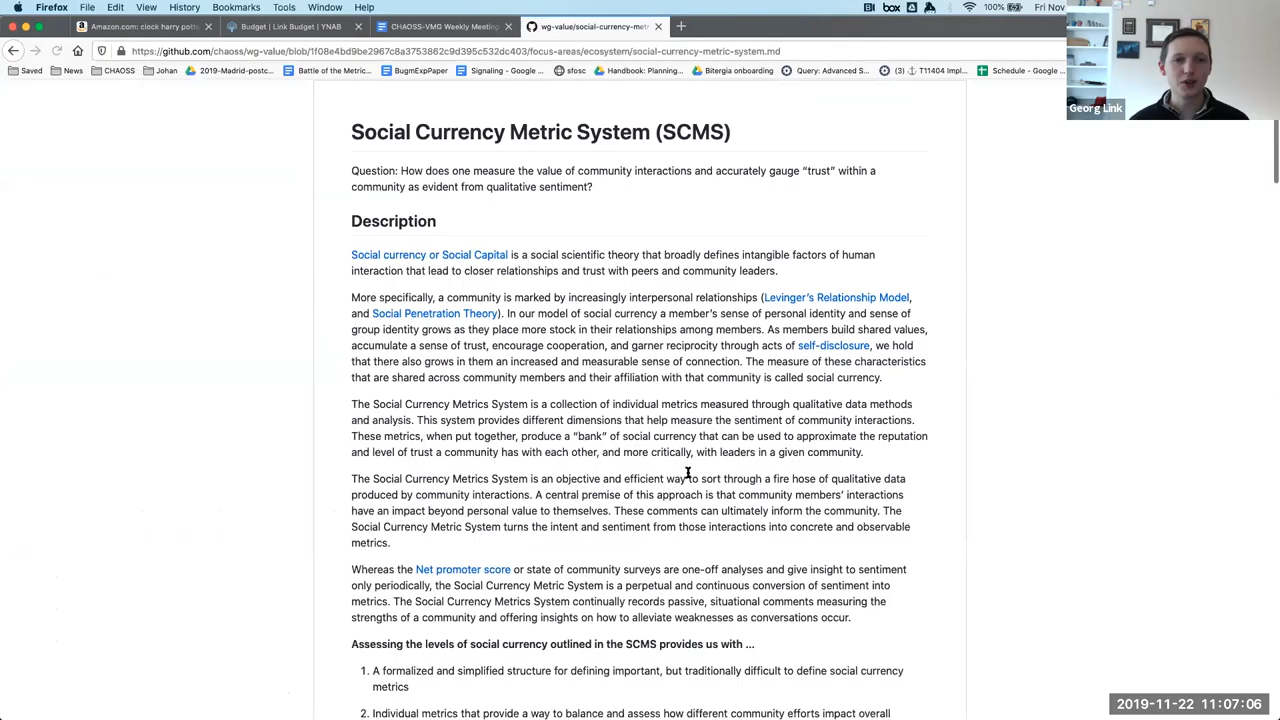 Firefox File Edit View History Bookmarks Tools Window Help
box
100%
Fri Nov
Amazon.com: clock harry pott
Budget | Link Budget | YNAB
CHAOSS-VMG Weekly Meeting
wg-value/social-currency-met
https://github.com/chaoss/wg-value/blob/1f08e4bd9be2967c8a3753862c9d395c532dc403/focus-areas/ecosystem/social-currency-metric-system.md
Saved News CHAOSS Johan 2019-Madrid-postc... Battle of the Metric... BugmExpPaper Signaling - Google ... sfosc Handbook: Planning... Bitergia onboarding Query: Advanced S... (3) T11404 Impl... Schedule - Google ...
Georg Link
Social Currency Metric System (SCMS)
Question: How does one measure the value of community interactions and accurately gauge “trust” within a
community as evident from qualitative sentiment?
Description
Social currency or Social Capital is a social scientific theory that broadly defines intangible factors of human
interaction that lead to closer relationships and trust with peers and community leaders.
More specifically, a community is marked by increasingly interpersonal relationships (Levinger’s Relationship Model,
and Social Penetration Theory). In our model of social currency a member’s sense of personal identity and sense of
group identity grows as they place more stock in their relationships among members. As members build shared values,
accumulate a sense of trust, encourage cooperation, and garner reciprocity through acts of self-disclosure, we hold
that there also grows in them an increased and measurable sense of connection. The measure of these characteristics
that are shared across community members and their affiliation with that community is called social currency.
The Social Currency Metrics System is a collection of individual metrics measured through qualitative data methods
and analysis. This system provides different dimensions that help measure the sentiment of community interactions.
These metrics, when put together, produce a “bank” of social currency that can be used to approximate the reputation
and level of trust a community has with each other, and more critically, with leaders in a given community.
The Social Currency Metrics System is an objective and efficient way to sort through a fire hose of qualitative data
produced by community interactions. A central premise of this approach is that community members’ interactions
have an impact beyond personal value to themselves. These comments can ultimately inform the community. The
Social Currency Metric System turns the intent and sentiment from those interactions into concrete and observable
metrics.
Whereas the Net promoter score or state of community surveys are one-off analyses and give insight to sentiment
only periodically, the Social Currency Metric System is a perpetual and continuous conversion of sentiment into
metrics. The Social Currency Metrics System continually records passive, situational comments measuring the
strengths of a community and offering insights on how to alleviate weaknesses as conversations occur.
Assessing the levels of social currency outlined in the SCMS provides us with ...
1. A formalized and simplified structure for defining important, but traditionally difficult to define social currency
metrics
2. Individual metrics that provide a way to balance and assess how different community efforts impact overall
2019-11-22 11:07:06